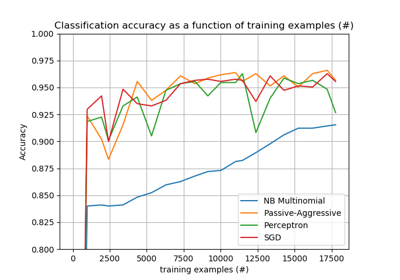 Classification accuracy as a function of training examples (#)
1.000
0.975
0.950
0.925
0.900
0.875
0.850
0.825
0.800
Accuracy
NB Multinomial
Passive-Aggressive
Perceptron
SGD
0 2500 5000 7500 10000 12500 15000 17500
training examples (#)